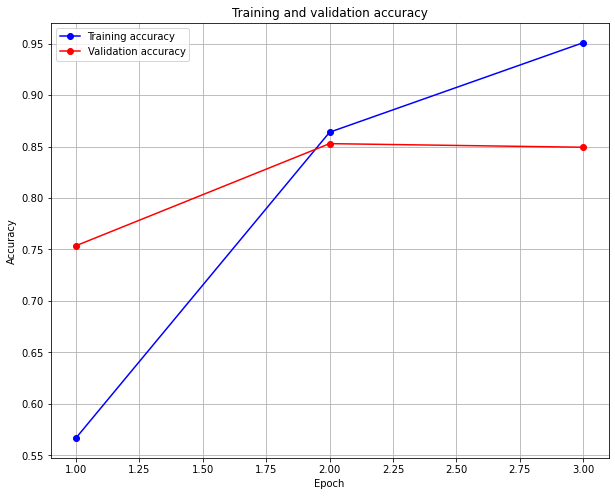 Training and validation accuracy
Training accuracy
Validation accuracy
0.95
0.90
0.85
0.80
0.75
0.70
0.65
0.60
0.55
Accuracy
1.00 1.25 1.50 1.75 2.00 2.25 2.50 2.75 3.00
Epoch